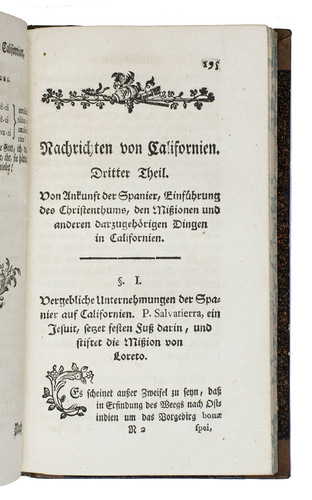 195
Nachrichten von Californien.
Dritter Theil.
Von Ankunft der Spanier, Einführung
des Christenthums, den Mißionen und
anderen darzugehörigen Dingen
in Californien.
§. I.
Vergebliche Unternehmungen der Spa-
nier auf Californien. P. Salvatierra, ein
Jesuit, setzet festen Fuß darin, und
stiftet die Mißion von
Loreto.
Es scheinet außer Zweifel zu seyn, daß
in Erfindung des Weegs nach Ost-
indien um das Vorgebirg bonæ
N 2 spei,